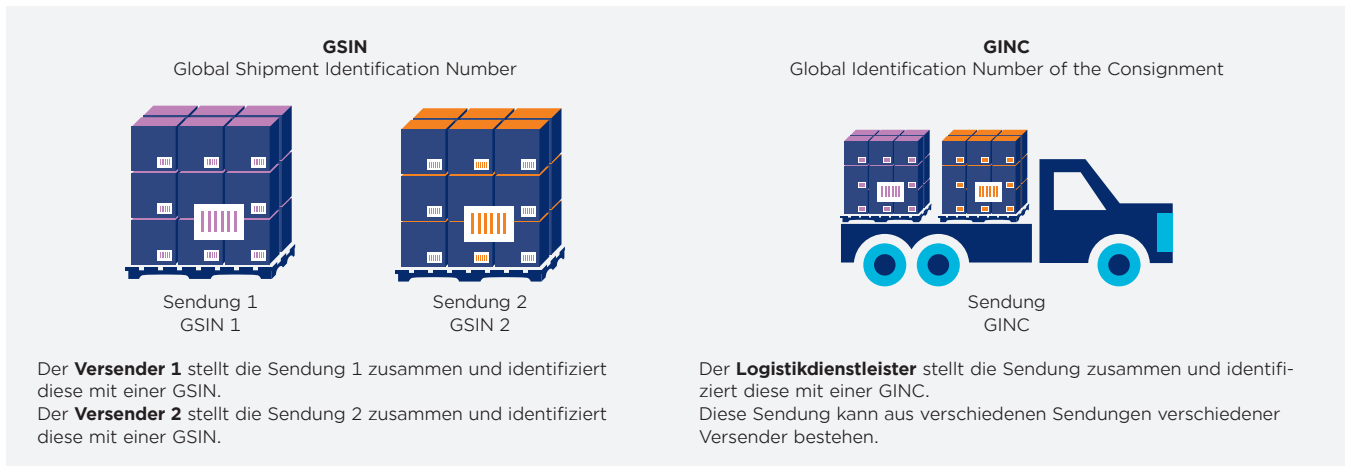 GSIN
Global Shipment Identification Number
Sendung 1
GSIN 1
Sendung 2
GSIN 2
Der Versender 1 stellt die Sendung 1 zusammen und identifiziert
diese mit einer GSIN.
Der Versender 2 stellt die Sendung 2 zusammen und identifiziert
diese mit einer GSIN.
GINC
Global Identification Number of the Consignment
Sendung
GINC
Der Logistikdienstleister stellt die Sendung zusammen und identifi-
ziert diese mit einer GINC.
Diese Sendung kann aus verschiedenen Sendungen verschiedener
Versender bestehen.